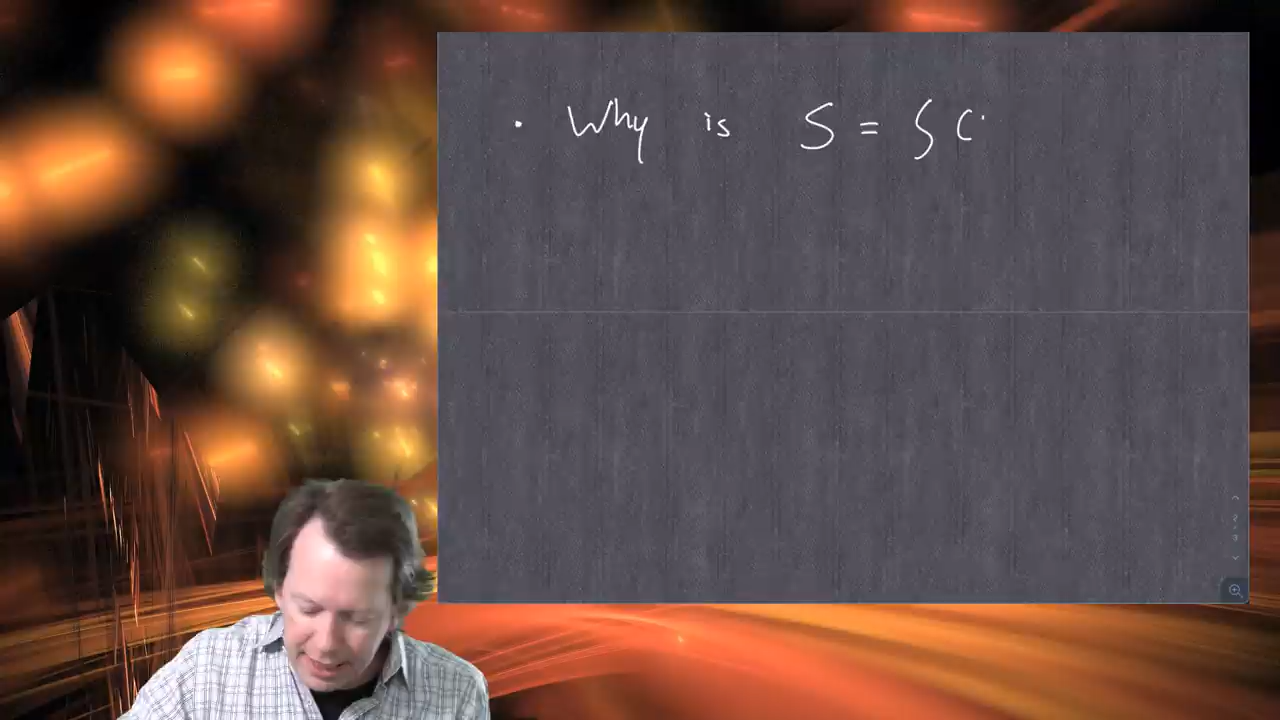 • Why is S = ∫ (